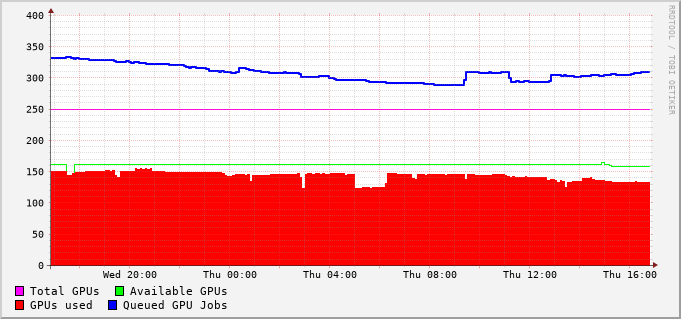 400
350
300
250
200
150
100
50
0
Wed 20:00 Thu 00:00 Thu 04:00 Thu 08:00 Thu 12:00 Thu 16:00
Total GPUs Available GPUs
GPUs used Queued GPU Jobs
RRDTOOL / TOBI OETIKER